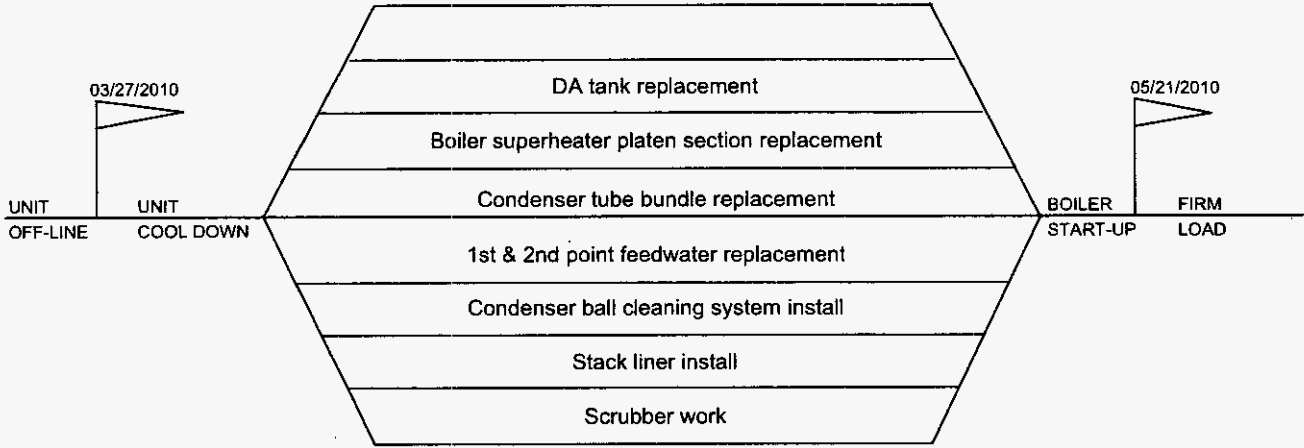 03/27/2010
05/21/2010
DA tank replacement
Boiler superheater platen section replacement
Condenser tube bundle replacement
UNIT
OFF-LINE
UNIT
COOL DOWN
BOILER
START-UP
FIRM
LOAD
1st & 2nd point feedwater replacement
Condenser ball cleaning system install
Stack liner install
Scrubber work